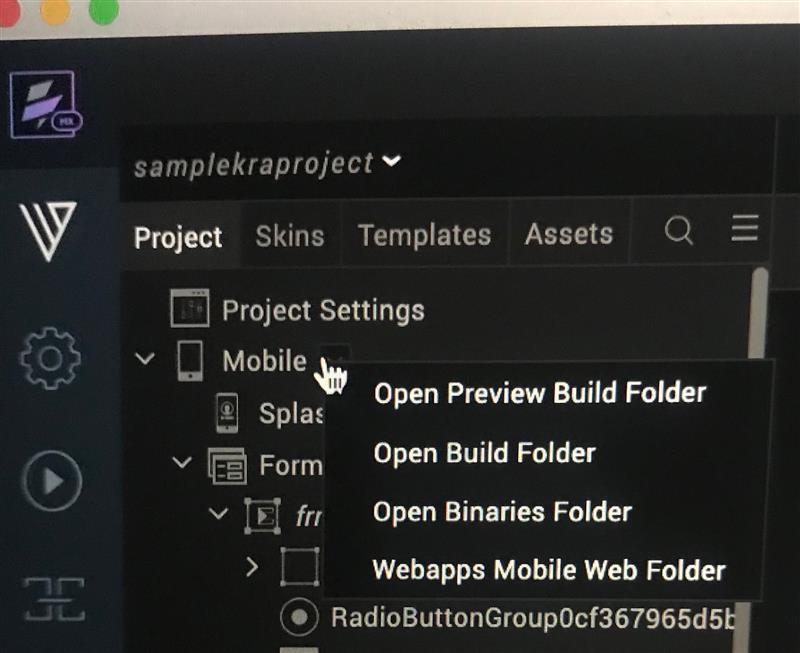 samplekraproject
Project Skins Templates Assets
Project Settings
Mobile
Open Preview Build Folder
Splas
Open Build Folder
Form
Open Binaries Folder
frr
Webapps Mobile Web Folder
RadioButtonGroup0cf367965d5b